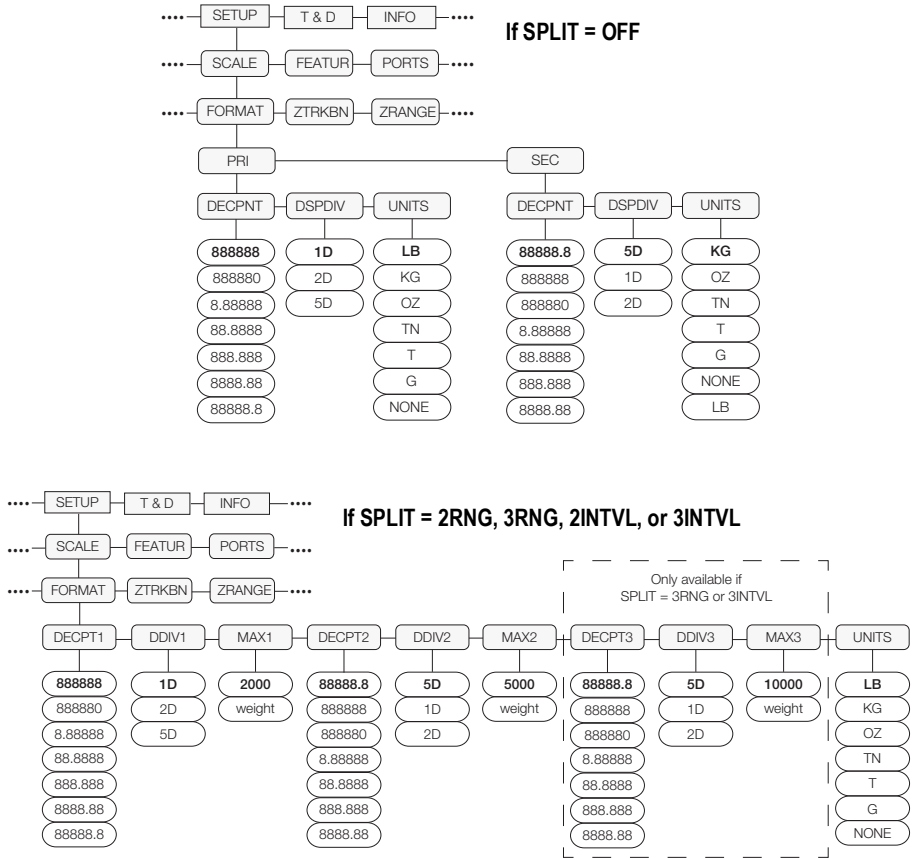 •••• SETUP T & D INFO ••••
If SPLIT = OFF
•••• SCALE FEATUR PORTS ••••
•••• FORMAT ZTRKBN ZRANGE ••••
PRI SEC
DECPNT DSPDIV UNITS DECPNT DSPDIV UNITS
888888 1D LB 88888.8 5D KG
888880 2D KG 888888 1D OZ
8.88888 5D OZ 888880 2D TN
88.8888 TN 8.88888 T
888.888 T 88.8888 G
8888.88 G 888.888 NONE
88888.8 NONE 8888.88 LB
•••• SETUP T & D INFO ••••
If SPLIT = 2RNG, 3RNG, 2INTVL, or 3INTVL
•••• SCALE FEATUR PORTS ••••
Only available if
SPLIT = 3RNG or 3INTVL
•••• FORMAT ZTRKBN ZRANGE ••••
DECPT1 DDIV1 MAX1 DECPT2 DDIV2 MAX2 DECPT3 DDIV3 MAX3 UNITS
888888 1D 2000 88888.8 5D 5000 88888.8 5D 10000 LB
888880 2D weight 888888 1D weight 888888 1D weight KG
8.88888 5D 888880 2D 888880 2D OZ
88.8888 8.88888 8.88888 TN
888.888 88.8888 88.8888 T
8888.88 888.888 888.888 G
88888.8 8888.88 8888.88 NONE